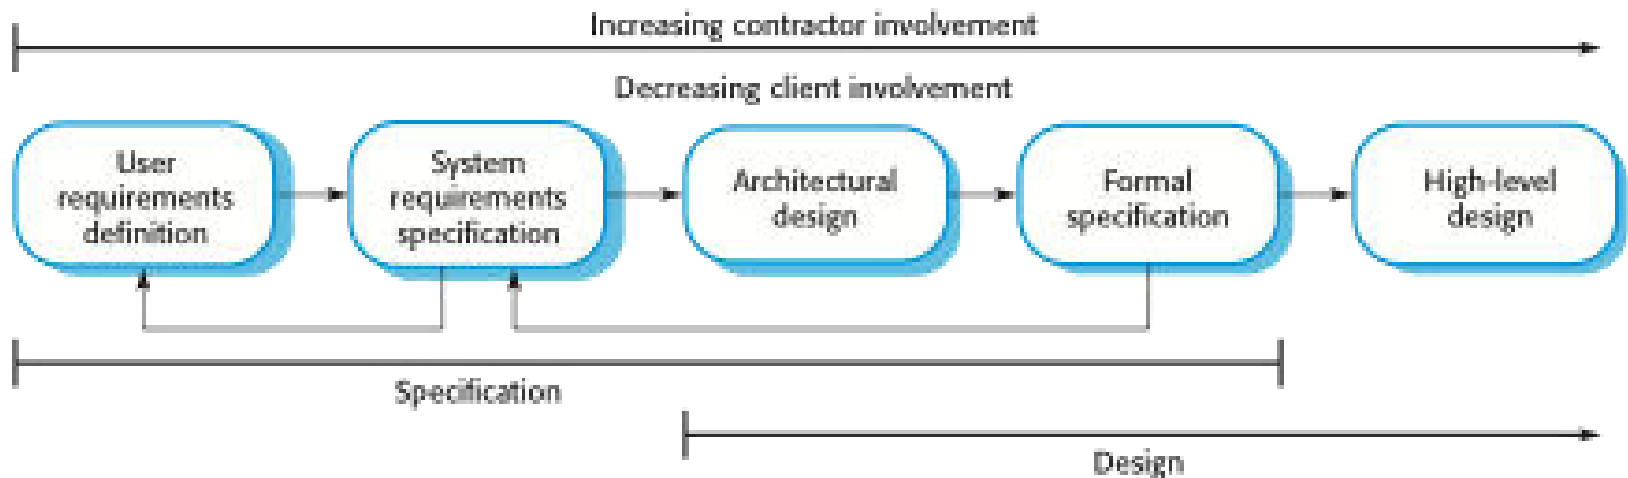 Increasing contractor involvement
Decreasing client involvement
User
requirements
definition
System
requirements
specification
Architectural
design
Formal
specification
High-level
design
Specification
Design